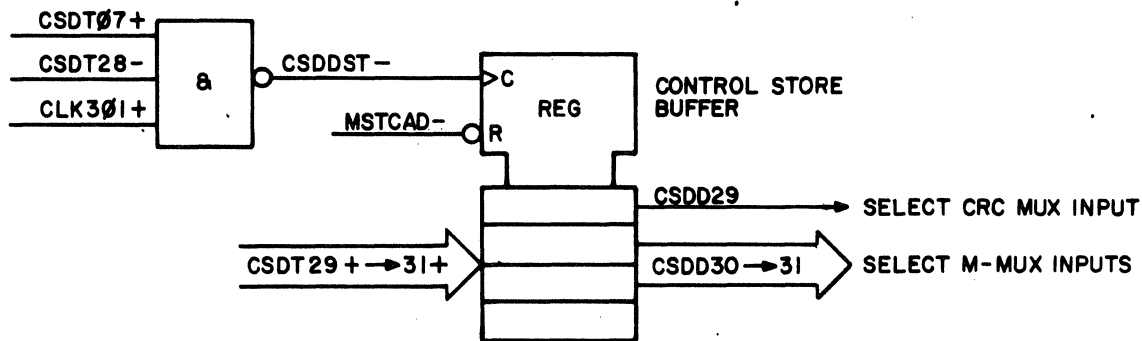 CSDTØ7+
CSDT28-
CLK3Ø1+
&
CSDDST-
C
REG
MSTCAD-
R
CONTROL STORE
BUFFER
CSDD29
SELECT CRC MUX INPUT
CSDT29+→31+
CSDD30→31
SELECT M-MUX INPUTS